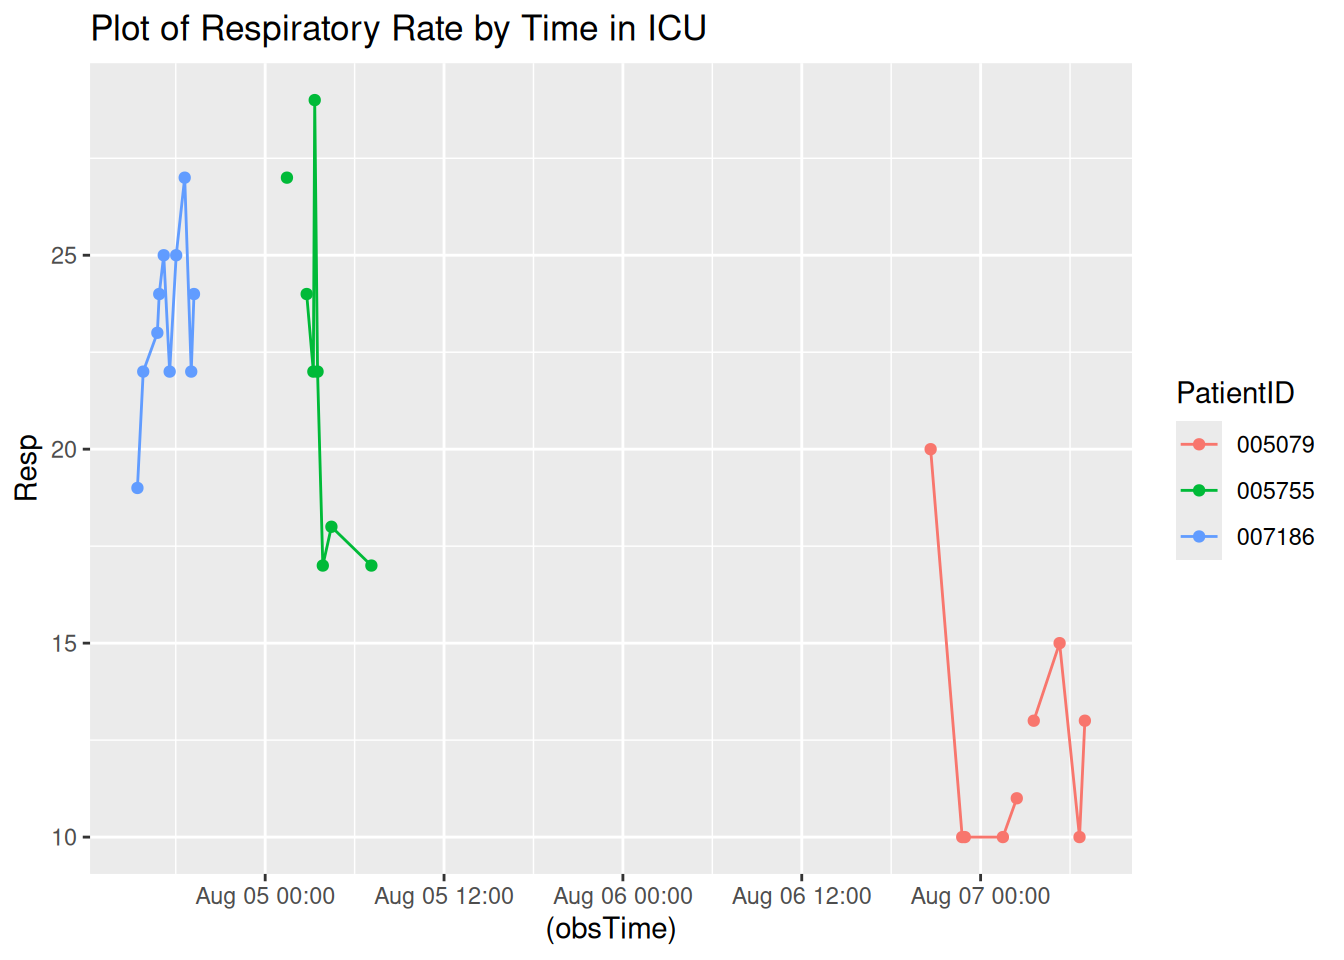 Plot of Respiratory Rate by Time in ICU
Resp
25
20
15
10
Aug 05 00:00 Aug 05 12:00 Aug 06 00:00 Aug 06 12:00 Aug 07 00:00
(obsTime)
PatientID
005079
005755
007186